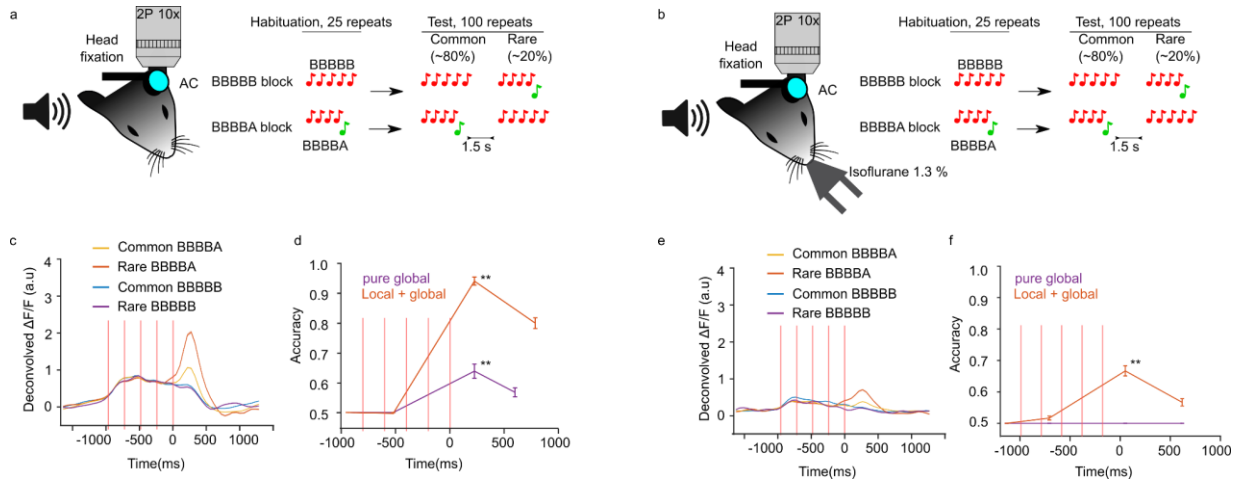 a
2P 10x
Head
fixation
AC
Habituation, 25 repeats
Test, 100 repeats
Common
(~80%)
Rare
(~20%)
BBBBB
BBBBB block
BBBBA block
BBBBA
1.5 s
b
2P 10x
Head
fixation
AC
Isoflurane 1.3 %
Habituation, 25 repeats
Test, 100 repeats
Common
(~80%)
Rare
(~20%)
BBBBB
BBBBB block
BBBBA block
BBBBA
1.5 s
c
Common BBBBA
Rare BBBBA
Common BBBBB
Rare BBBBB
Deconvolved ΔF/F (a.u)
4
3
2
1
0
-1000 -500 0 500 1000
Time(ms)
d
pure global
Local + global
**
**
Accuracy
1.0
0.9
0.8
0.7
0.6
0.5
-1000 -500 0 500 1000
Time(ms)
e
Common BBBBA
Rare BBBBA
Common BBBBB
Rare BBBBB
Deconvolved ΔF/F (a.u)
4
3
2
1
0
-1000 -500 0 500 1000
Time(ms)
f
pure global
Local + global
**
Accuracy
1.0
0.9
0.8
0.7
0.6
0.5
-1000 -500 0 500 1000
Time(ms)